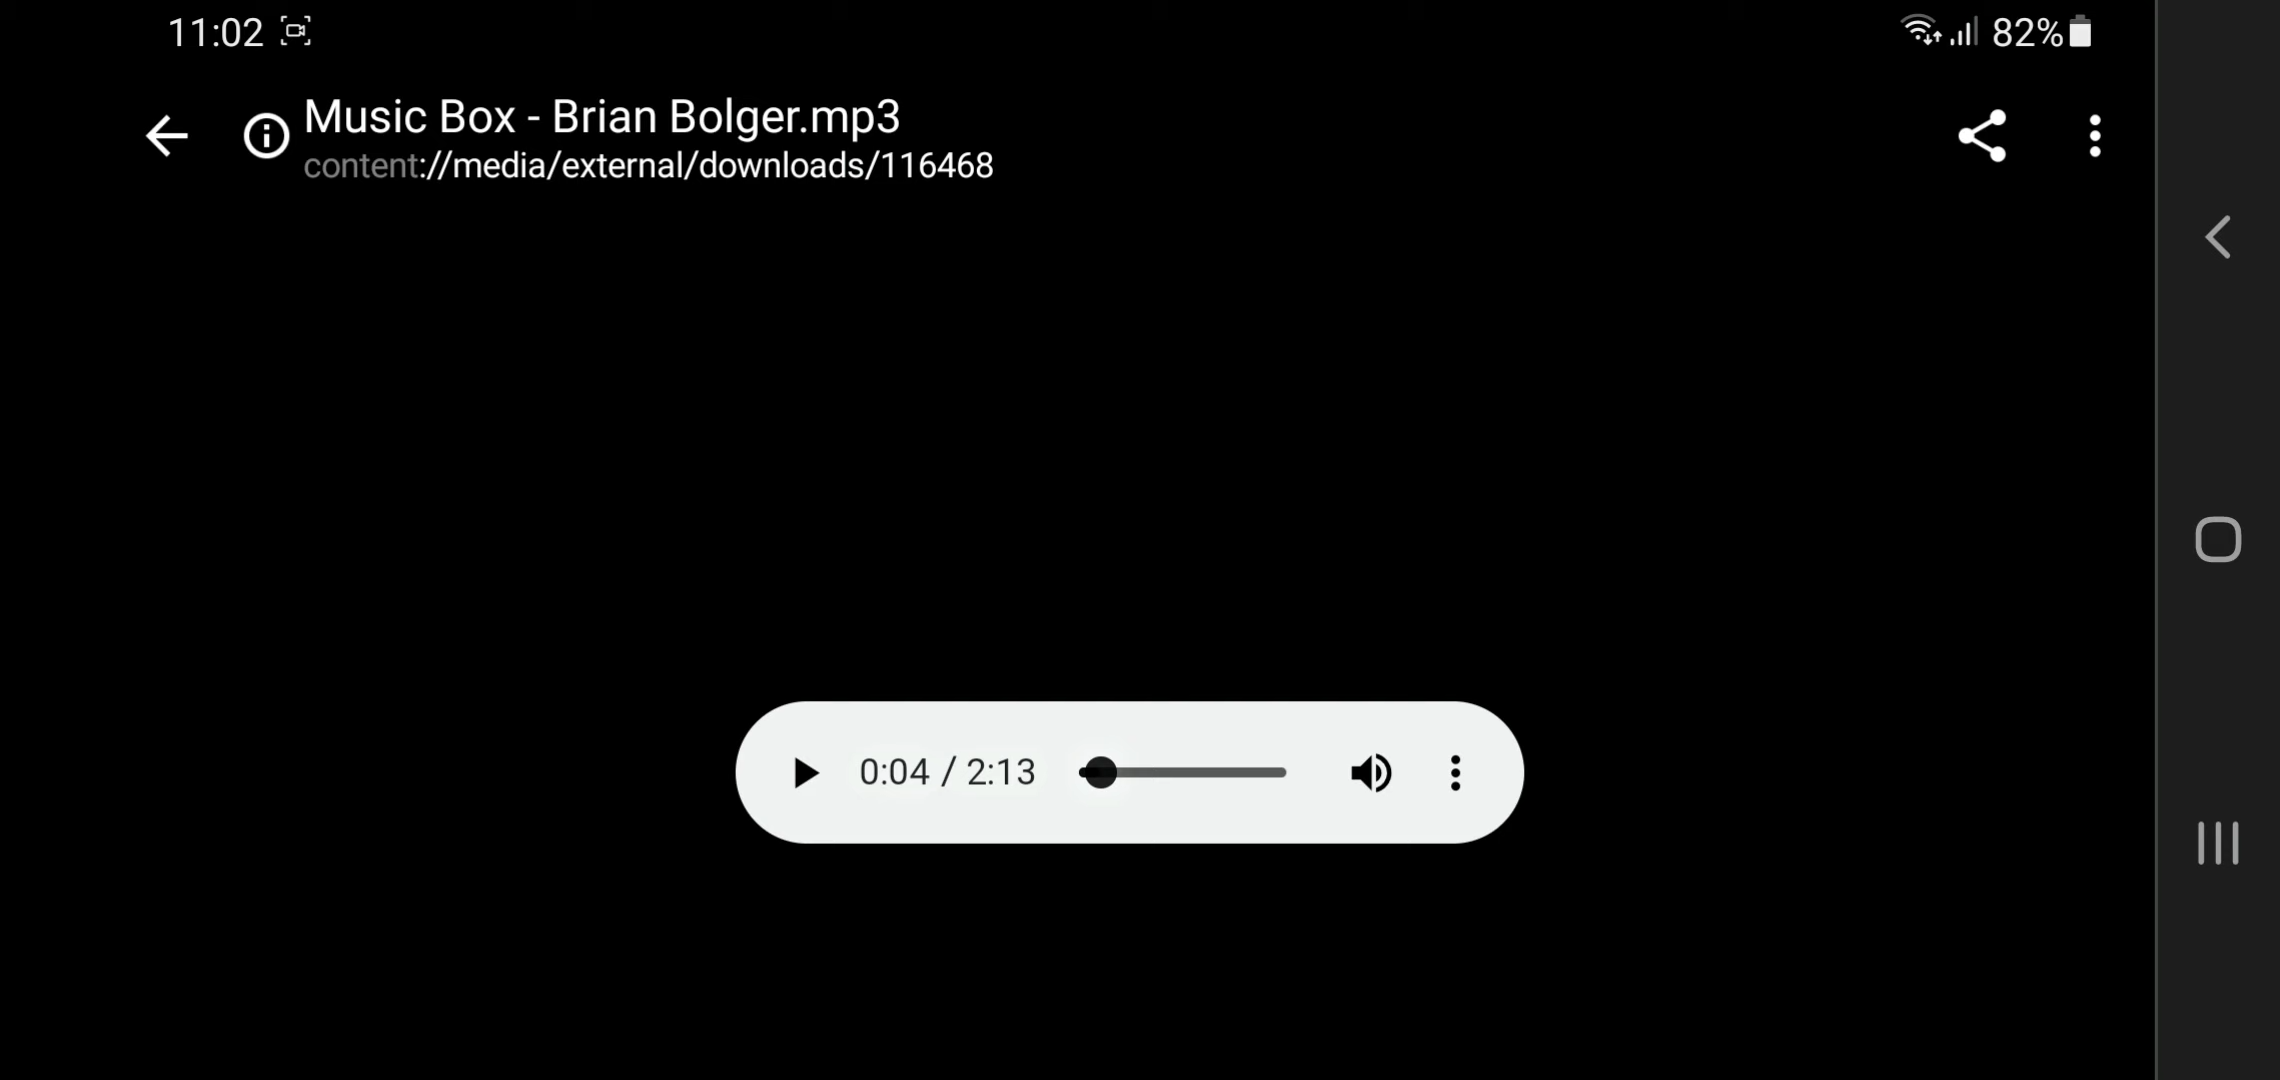 11:02
82%
Music Box - Brian Bolger.mp3
content://media/external/downloads/116468
0:04 / 2:13